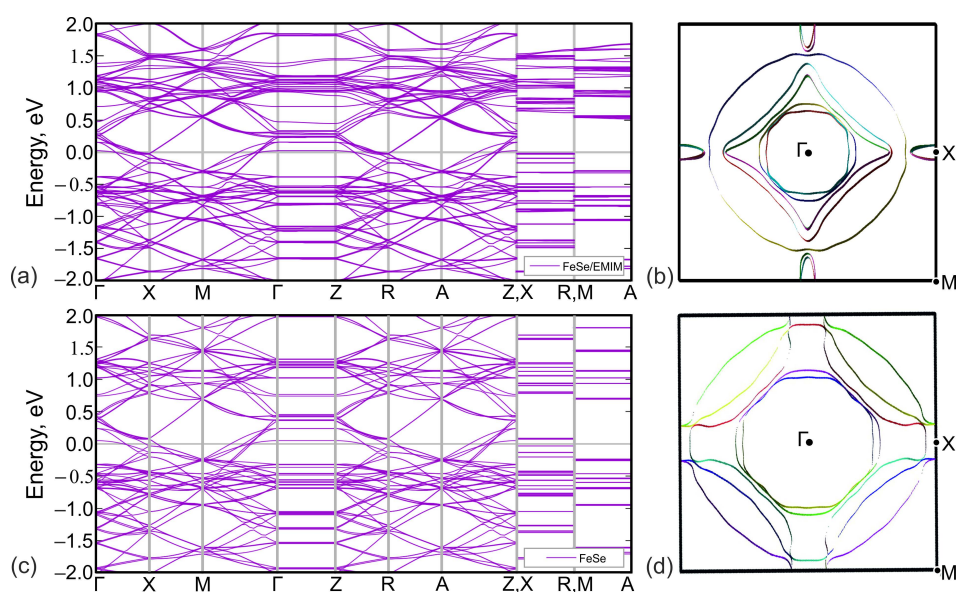 2.0
1.5
1.0
0.5
0.0
−0.5
−1.0
−1.5
−2.0
Energy, eV
(a)
FeSe/EMIM
Γ X M Γ Z R A Z,X R,M A
(b)
Γ
X
M
2.0
1.5
1.0
0.5
0.0
−0.5
−1.0
−1.5
−2.0
Energy, eV
(c)
FeSe
Γ X M Γ Z R A Z,X R,M A
(d)
Γ
X
M